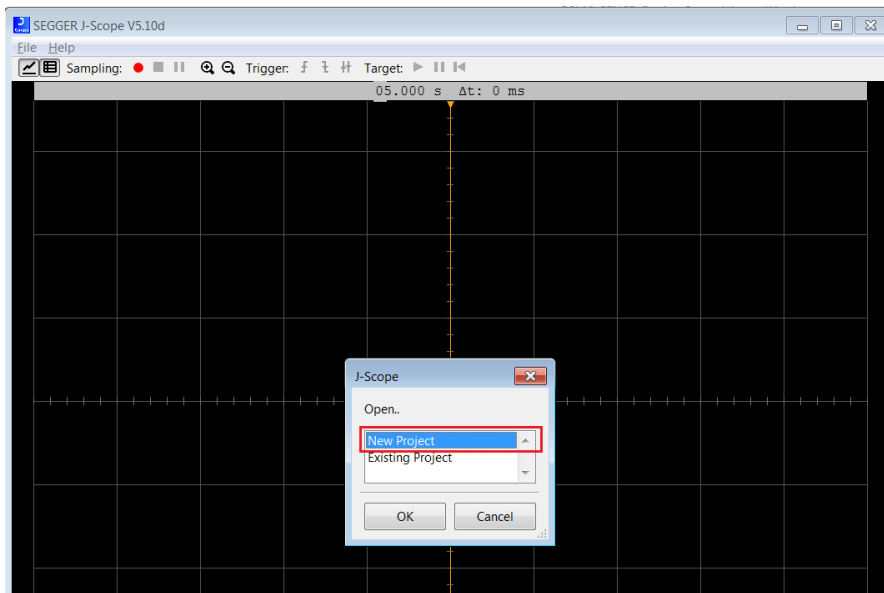 SEGGER J-Scope V5.10d
File Help
Sampling: Trigger: Target:
05.000 s Δt: 0 ms
J-Scope
Open..
New Project
Existing Project
OK Cancel